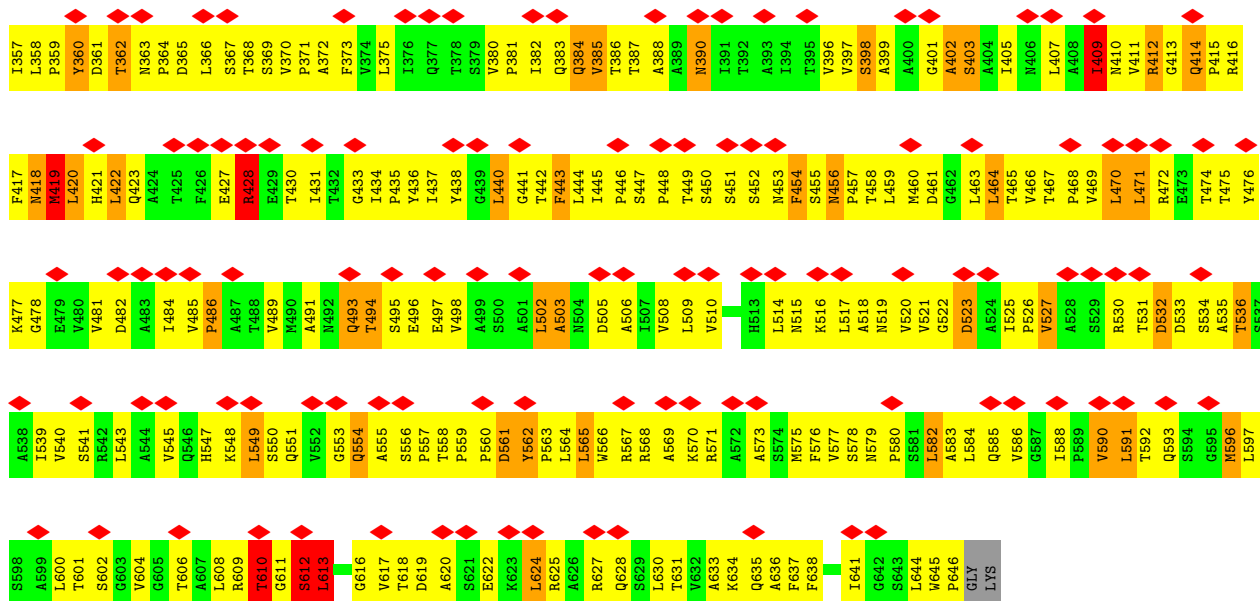 I357 L358 P359 Y360 D361 T362 N363 P364 D365 L366 S367 T368 S369 V370 P371 A372 F373 V374 L375 I376 Q377 T378 S379 V380 P381 I382 Q383 Q384 V385 T386 T387 A388 A389 N390 I391 T392 A393 I394 T395 V396 V397 S398 A399 A400 G401 A402 S403 A404 I405 N406 L407 A408 I409 N410 V411 R412 G413 Q414 P415 R416
F417 N418 M419 L420 H421 L422 Q423 A424 T425 F426 E427 R428 E429 T430 I431 T432 G433 I434 P435 Y436 I437 Y438 G439 L440 G441 T442 F443 L444 I445 P446 S447 P448 T449 S450 S451 S452 N453 F454 S455 N456 P457 T458 L459 M460 D461 G462 L463 L464 T465 V466 T467 P468 V469 L470 L471 R472 E473 T474 T475 Y476
K477 G478 E479 V480 V481 D482 A483 I484 V485 P486 A487 T488 V489 M490 A491 N492 Q493 T494 S495 E496 E497 V498 A499 S500 A501 L502 A503 N504 D505 A506 I507 V508 L509 V510 H513 L514 N515 K516 L517 A518 N519 V520 V521 G522 D523 A524 I525 P526 V527 A528 S529 R530 T531 D532 D533 S534 A535 T536 S537
A538 I539 V540 S541 R542 L543 A544 V545 Q546 H547 K548 L549 S550 Q551 V552 G553 Q554 A555 S556 P557 T558 P559 P560 D561 Y562 P563 L564 L565 W566 R567 R568 A569 K570 R571 A572 A573 S574 M575 F576 V577 S578 N579 P580 S581 L582 A583 L584 Q585 V586 G587 I588 P589 V590 L591 T592 Q593 S594 G595 M596 L597
S598 A599 L600 T601 S602 G603 V604 G605 T606 A607 L608 R609 T610 G611 S612 L613 G616 V617 T618 D619 A620 S621 E622 K623 L624 R625 A626 R627 Q628 S629 L630 T631 V632 A633 K634 Q635 A636 F637 F638 I641 G642 S643 L644 W645 P646 GLY LYS